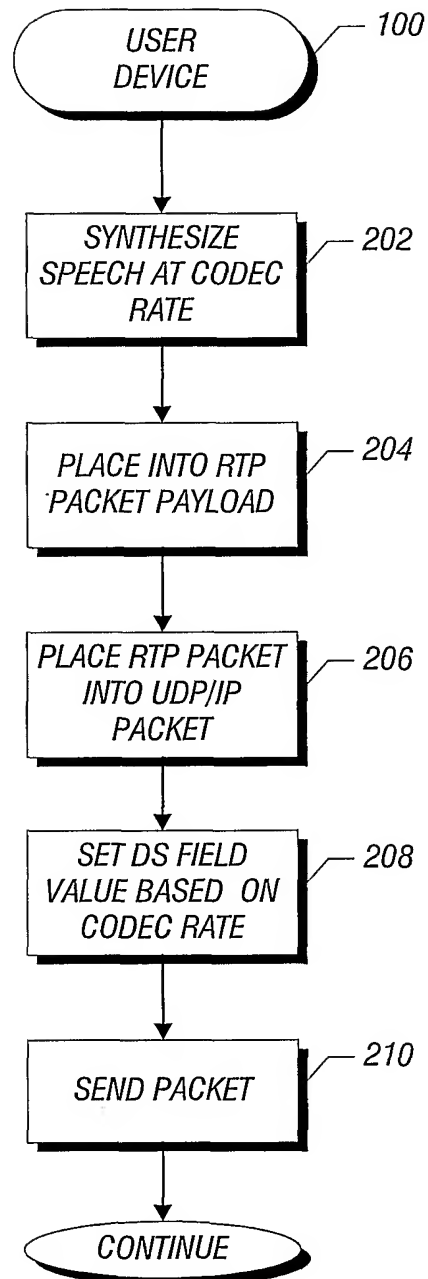 USER
DEVICE
100
SYNTHESIZE
SPEECH AT CODEC
RATE
202
PLACE INTO RTP
PACKET PAYLOAD
204
PLACE RTP PACKET
INTO UDP/IP
PACKET
206
SET DS FIELD
VALUE BASED ON
CODEC RATE
208
SEND PACKET
210
CONTINUE